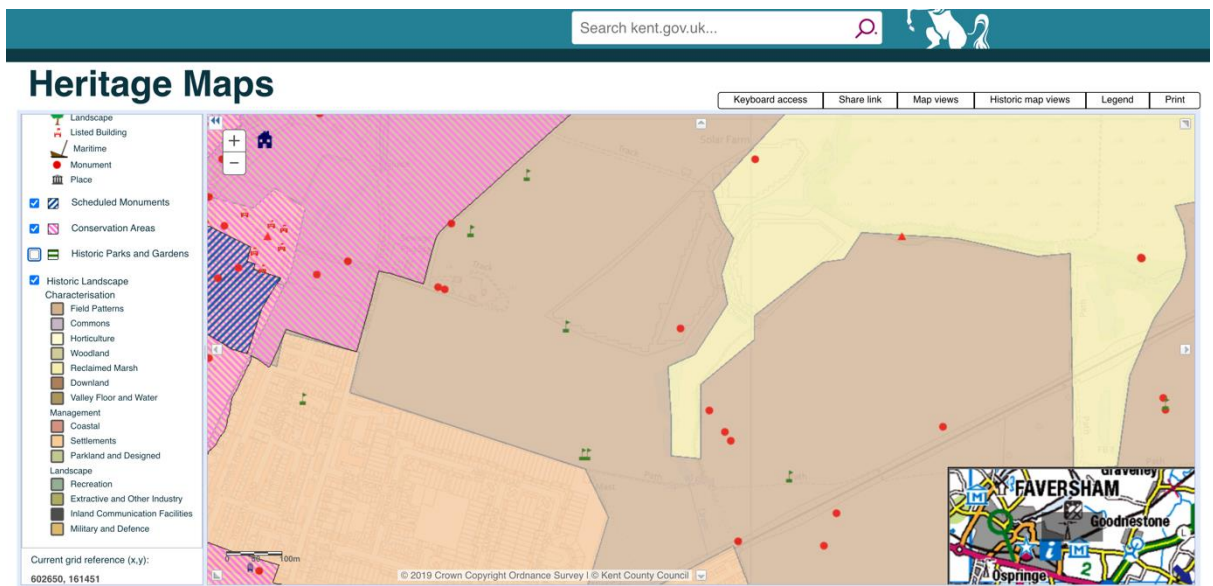 Search kent.gov.uk...
Heritage Maps
Keyboard access
Share link
Map views
Historic map views
Legend
Print
Landscape
Listed Building
Maritime
Monument
Place
Scheduled Monuments
Conservation Areas
Historic Parks and Gardens
Historic Landscape
Characterisation
Field Patterns
Commons
Horticulture
Woodland
Reclaimed Marsh
Downland
Valley Floor and Water
Management
Coastal
Settlements
Parkland and Designed
Landscape
Recreation
Extractive and Other Industry
Inland Communication Facilities
Military and Defence
Current grid reference (x,y):
602650, 161451
Solar Farm
Track
Track
Path
Path
100m
© 2019 Crown Copyright Ordnance Survey I © Kent County Council
Graveney
FAVERSHAM
M
Goodnestone
L
i
M
2
Ospringe